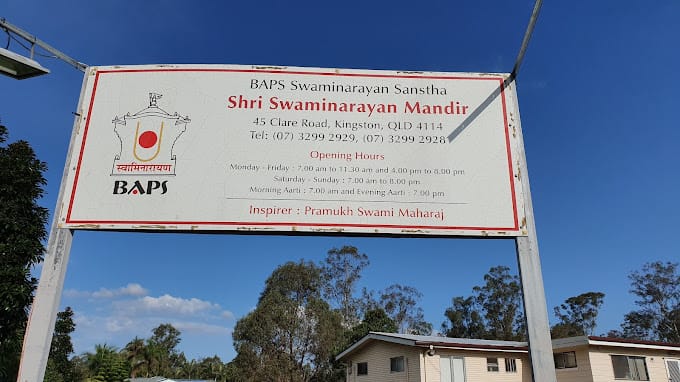 BAPS Swaminarayan Sanstha
Shri Swaminarayan Mandir
45 Clare Road, Kingston, QLD 4114
Tel: (07) 3299 2929, (07) 3299 2928
Opening Hours
Monday - Friday : 7.00 am to 11.30 am and 4.00 pm to 8.00 pm
Saturday - Sunday : 7.00 am to 8.00 pm
Morning Aarti : 7.00 am and Evening Aarti : 7.00 pm
Inspirer : Pramukh Swami Maharaj
स्वामिनारायण
BAPS